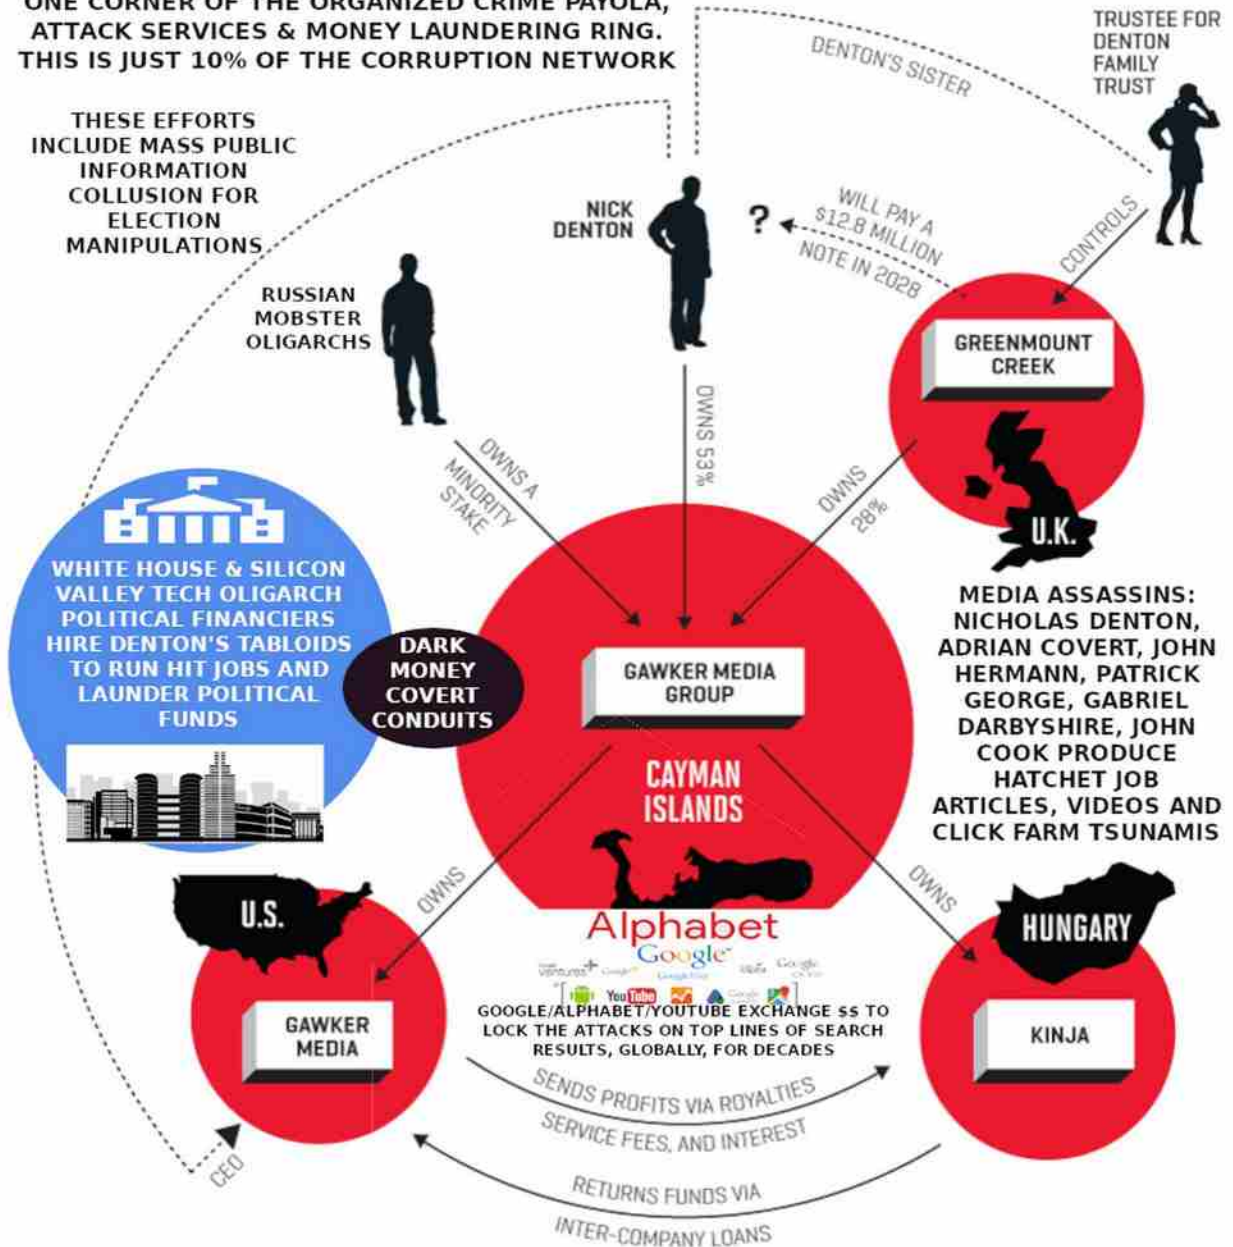 ONE CORNER OF THE ORGANIZED CRIME PAYOLA,
ATTACK SERVICES & MONEY LAUNDERING RING.
THIS IS JUST 10% OF THE CORRUPTION NETWORK
TRUSTEE FOR
DENTON
FAMILY
TRUST
DENTON'S SISTER
THESE EFFORTS
INCLUDE MASS PUBLIC
INFORMATION
COLLUSION FOR
ELECTION
MANIPULATIONS
NICK
DENTON
?
WILL PAY A
$12.8 MILLION
NOTE IN 2028
CONTROLS
RUSSIAN
MOBSTER
OLIGARCHS
GREENMOUNT
CREEK
U.K.
OWNS A
MINORITY
STAKE
OWNS 53%
OWNS
28%
WHITE HOUSE & SILICON
VALLEY TECH OLIGARCH
POLITICAL FINANCIERS
HIRE DENTON'S TABLOIDS
TO RUN HIT JOBS AND
LAUNDER POLITICAL
FUNDS
DARK
MONEY
COVERT
CONDUITS
GAWKER MEDIA
GROUP
CAYMAN
ISLANDS
MEDIA ASSASSINS:
NICHOLAS DENTON,
ADRIAN COVERT, JOHN
HERMANN, PATRICK
GEORGE, GABRIEL
DARBYSHIRE, JOHN
COOK PRODUCE
HATCHET JOB
ARTICLES, VIDEOS AND
CLICK FARM TSUNAMIS
OWNS
OWNS
U.S.
HUNGARY
Alphabet
Google
ventures
Google
YouTube
GOOGLE/ALPHABET/YOUTUBE EXCHANGE $$ TO
LOCK THE ATTACKS ON TOP LINES OF SEARCH
RESULTS, GLOBALLY, FOR DECADES
GAWKER
MEDIA
KINJA
SENDS PROFITS VIA ROYALTIES
SERVICE FEES, AND INTEREST
CEO
RETURNS FUNDS VIA
INTER-COMPANY LOANS